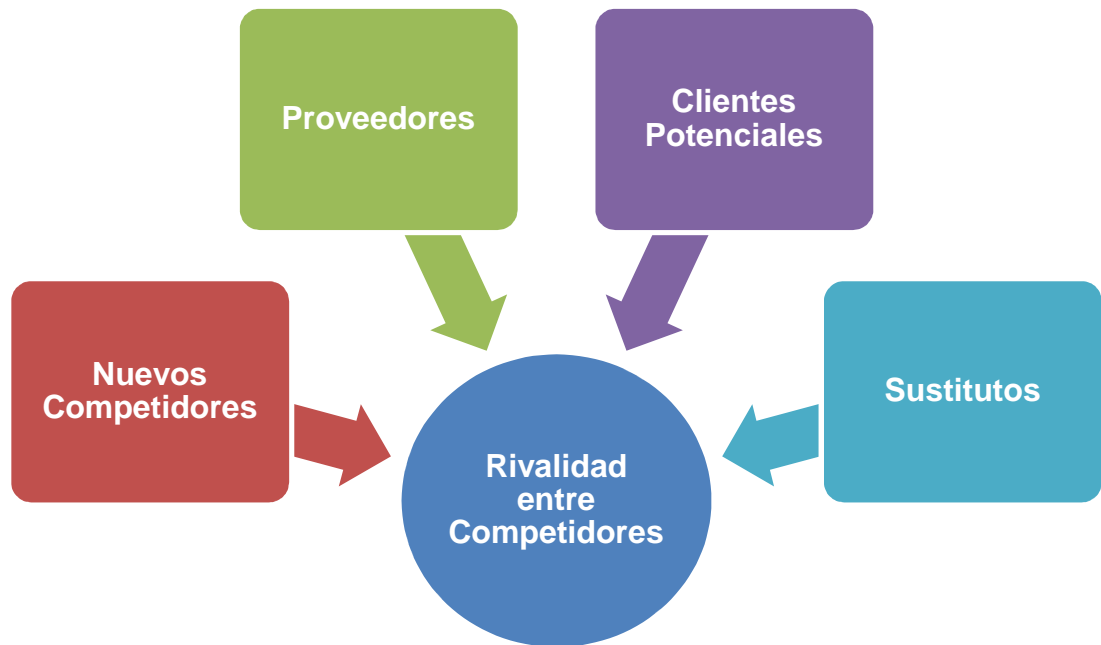 Proveedores
Clientes
Potenciales
Nuevos
Competidores
Sustitutos
Rivalidad
entre
Competidores